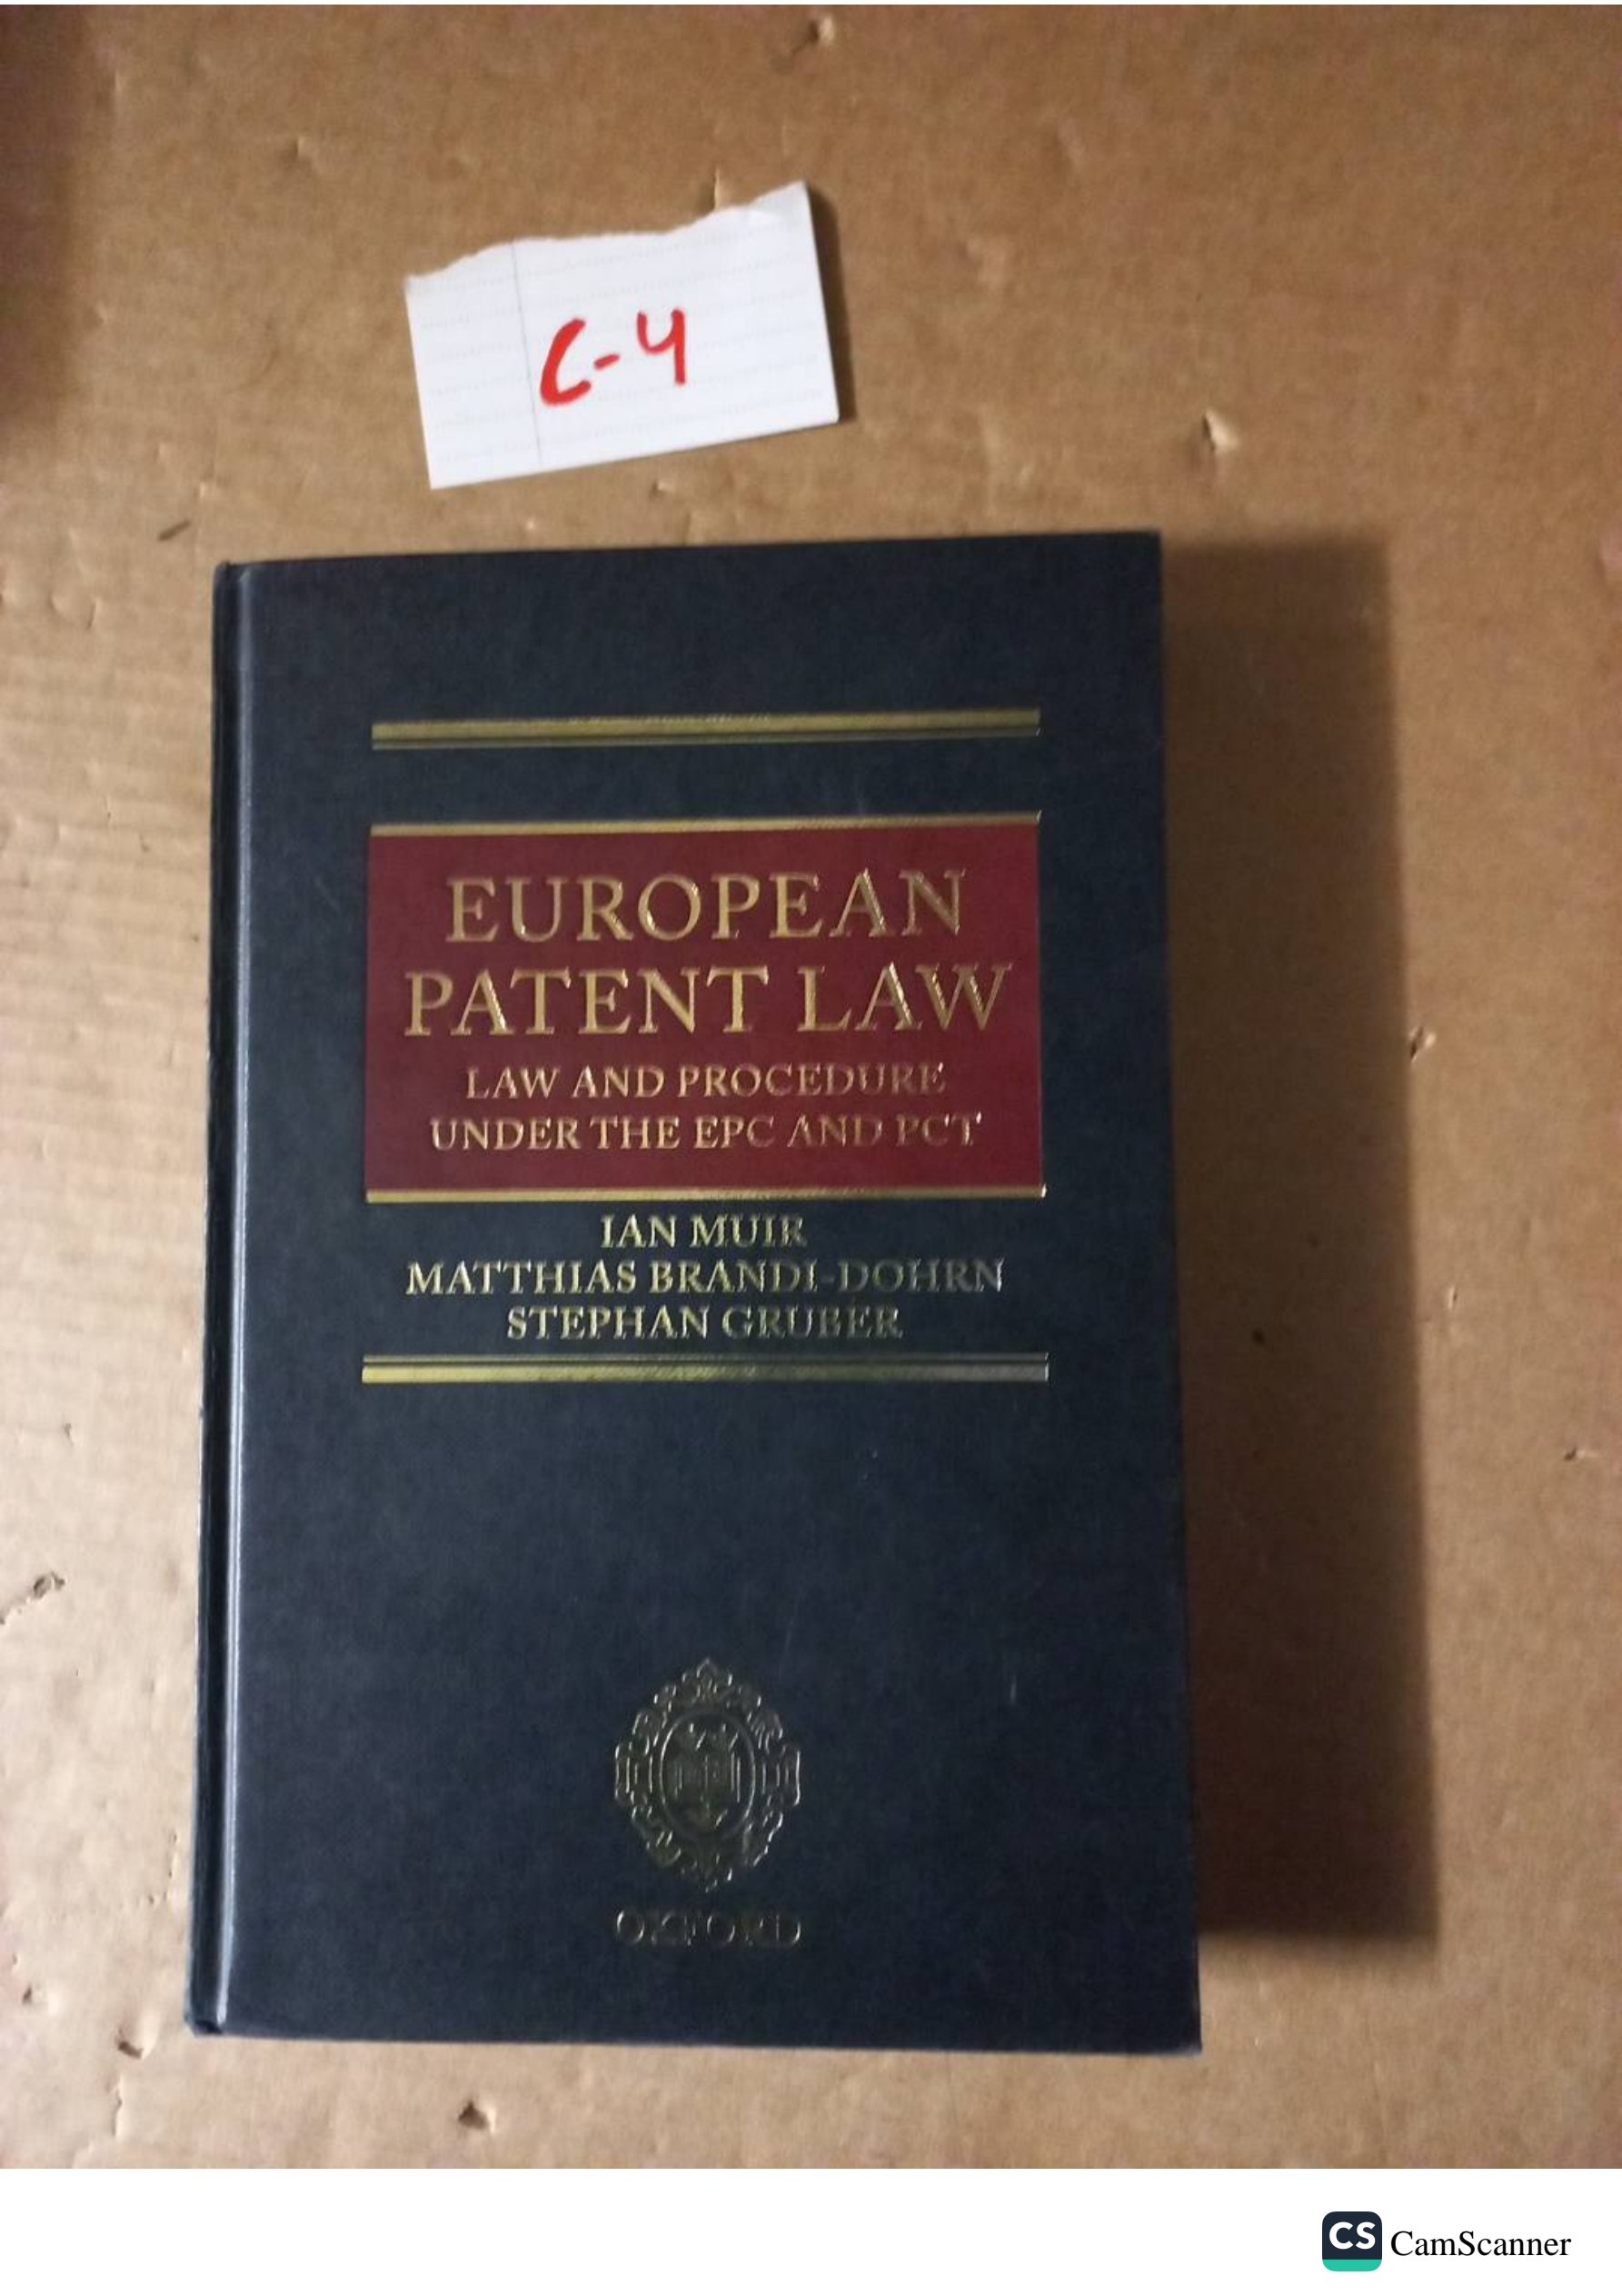 C-4
EUROPEAN
PATENT LAW
LAW AND PROCEDURE
UNDER THE EPC AND PCT
IAN MUIR
MATTHIAS BRANDI-DOHRN
STEPHAN GRUBER
OXFORD
CS CamScanner